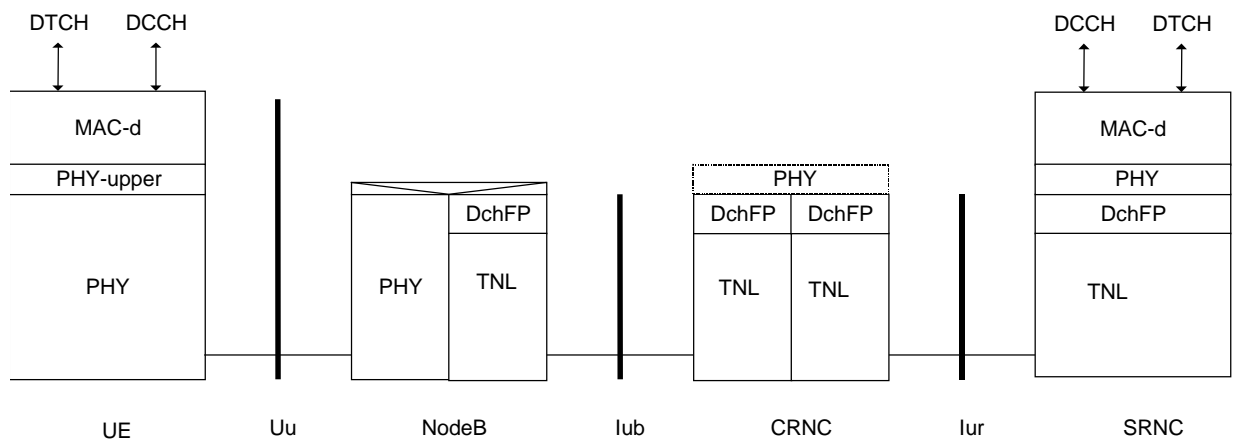 DTCH DCCH DCCH DTCH
MAC-d MAC-d
PHY-upper PHY PHY
DchFP DchFP DchFP DchFP
PHY PHY TNL TNL TNL TNL
UE Uu NodeB Iub CRNC Iur SRNC